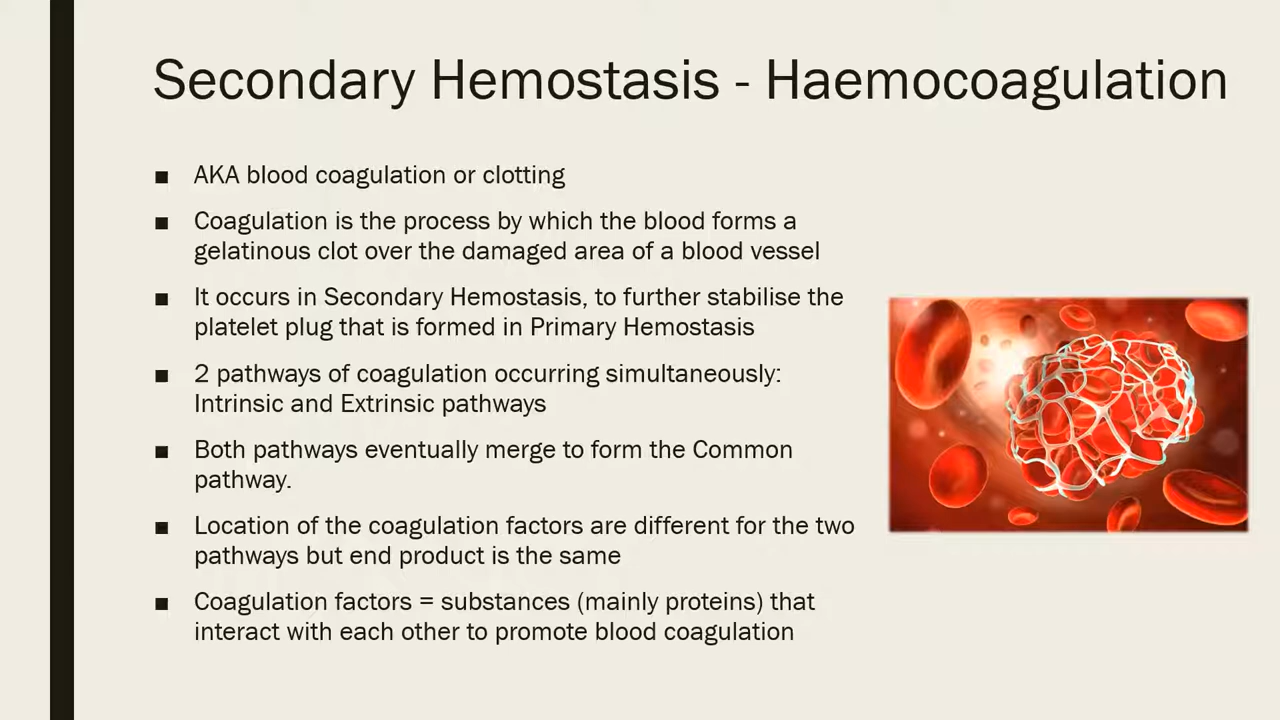 Secondary Hemostasis - Haemocoagulation
■ AKA blood coagulation or clotting
■ Coagulation is the process by which the blood forms a
gelatinous clot over the damaged area of a blood vessel
■ It occurs in Secondary Hemostasis, to further stabilise the
platelet plug that is formed in Primary Hemostasis
■ 2 pathways of coagulation occurring simultaneously:
Intrinsic and Extrinsic pathways
■ Both pathways eventually merge to form the Common
pathway.
■ Location of the coagulation factors are different for the two
pathways but end product is the same
■ Coagulation factors = substances (mainly proteins) that
interact with each other to promote blood coagulation